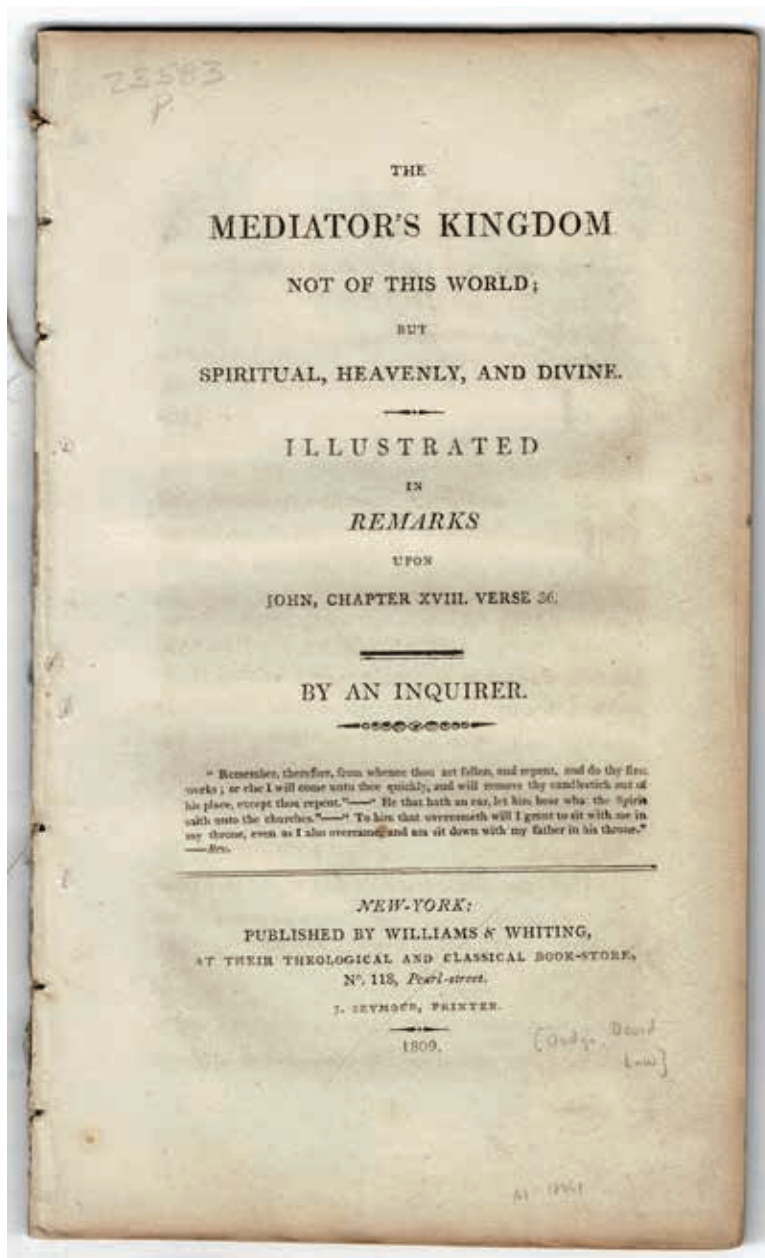 23583
P.
THE
MEDIATOR'S KINGDOM
NOT OF THIS WORLD;
BUT
SPIRITUAL, HEAVENLY, AND DIVINE.
ILLUSTRATED
IN
REMARKS
UPON
JOHN, CHAPTER XVIII. VERSE 36.
BY AN INQUIRER.
" Remember, therefore, from whence thou art fallen, and repent, and do thy first
works; or else I will come unto thee quickly, and will remove thy candlestick out of
his place, except thou repent."—" He that hath an ear, let him hear what the Spirit
saith unto the churches."—" To him that overcometh will I grant to sit with me in
my throne, even as I also overcame, and am sit down with my father in his throne."
—Rev.
NEW-YORK:
PUBLISHED BY WILLIAMS & WHITING,
AT THEIR THEOLOGICAL AND CLASSICAL BOOK-STORE,
Nº. 118, Pearl-street.
J. SEYMOUR, PRINTER.
1809.
[Dodge, David
Low]